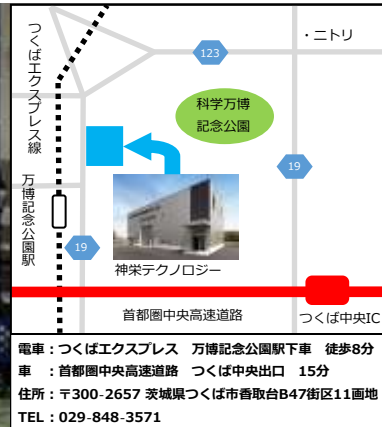 つくばエクスプレス線
・ニトリ
123
科学万博
記念公園
19
万博記念公園駅
19
神栄テクノロジー
首都圏中央高速道路
つくば中央IC
電車：つくばエクスプレス　万博記念公園駅下車　徒歩8分
車　：首都圏中央高速道路　つくば中央出口　15分
住所：〒300-2657 茨城県つくば市香取台B47街区11画地
TEL：029-848-3571